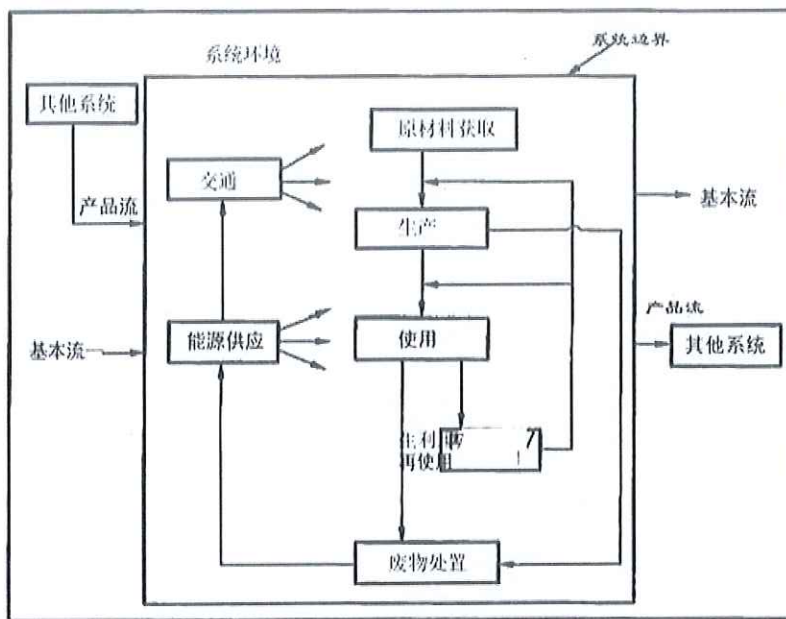 系统环境
系统边界
其他系统
原材料获取
交通
产品流
基本流
生产
产品流
基本流
能源供应
使用
其他系统
生利
再使用
废物处置